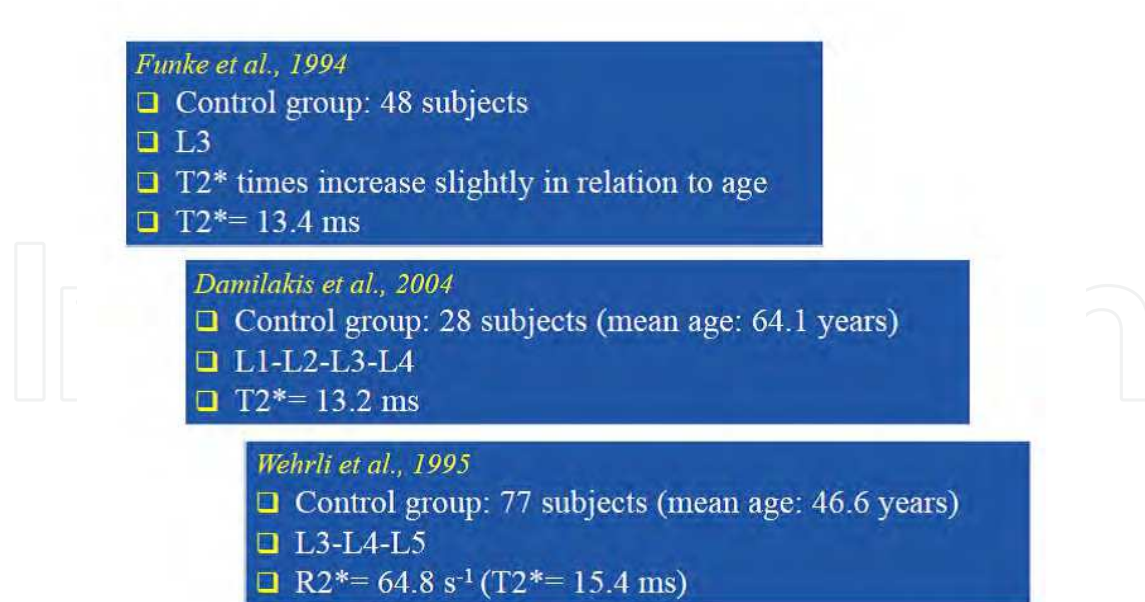 Funke et al., 1994
Control group: 48 subjects
L3
T2* times increase slightly in relation to age
T2*= 13.4 ms
Damilakis et al., 2004
Control group: 28 subjects (mean age: 64.1 years)
L1-L2-L3-L4
T2*= 13.2 ms
Wehrli et al., 1995
Control group: 77 subjects (mean age: 46.6 years)
L3-L4-L5
R2*= 64.8 s⁻¹ (T2*= 15.4 ms)